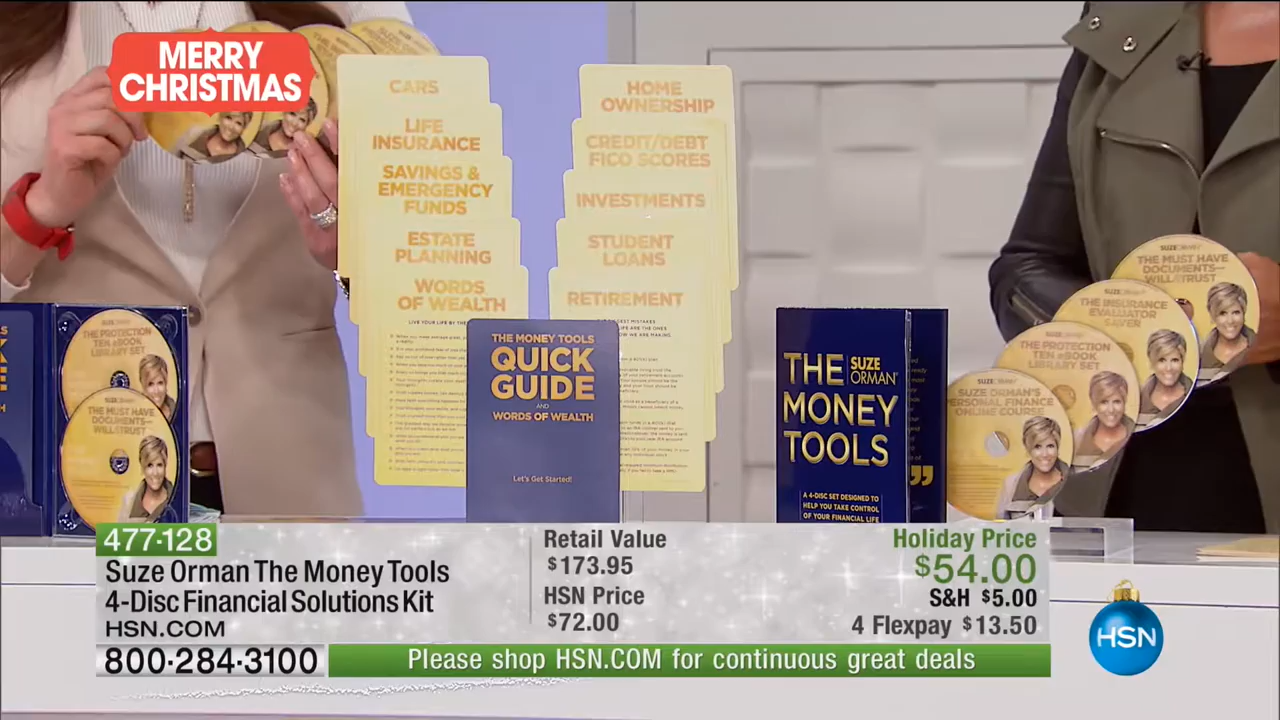 MERRY
CHRISTMAS
CARS
LIFE
INSURANCE
SAVINGS &
EMERGENCY
FUNDS
ESTATE
PLANNING
WORDS
OF WEALTH
HOME
OWNERSHIP
CREDIT/DEBT
FICO SCORES
INVESTMENTS
STUDENT
LOANS
RETIREMENT
LIVE YOUR LIFE BY THE
THE MONEY TOOLS
QUICK
GUIDE
AND
WORDS OF WEALTH
Let's Get Started!
THE PROTECTION
TEN eBOOK
LIBRARY SET
THE MUST HAVE
DOCUMENTS—
WILL & TRUST
THE SUZE
ORMAN
MONEY
TOOLS
A 4-DISC SET DESIGNED TO
HELP YOU TAKE CONTROL
OF YOUR FINANCIAL LIFE
SUZE ORMAN
THE MUST HAVE
DOCUMENTS—
WILL & TRUST
THE INSURANCE
EVALUATOR
SAVER
THE PROTECTION
TEN eBOOK
LIBRARY SET
SUZE ORMAN'S
PERSONAL FINANCE
ONLINE COURSE
477-128
Suze Orman The Money Tools
4-Disc Financial Solutions Kit
HSN.COM
Retail Value
$173.95
HSN Price
$72.00
Holiday Price
$54.00
S&H $5.00
4 Flexpay $13.50
800-284-3100
Please shop HSN.COM for continuous great deals
HSN